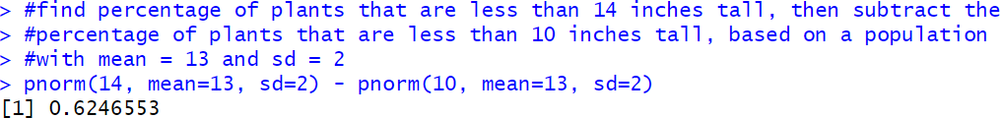 > #find percentage of plants that are less than 14 inches tall, then subtract the
> #percentage of plants that are less than 10 inches tall, based on a population
> #with mean = 13 and sd = 2
> pnorm(14, mean=13, sd=2) - pnorm(10, mean=13, sd=2)
[1] 0.6246553